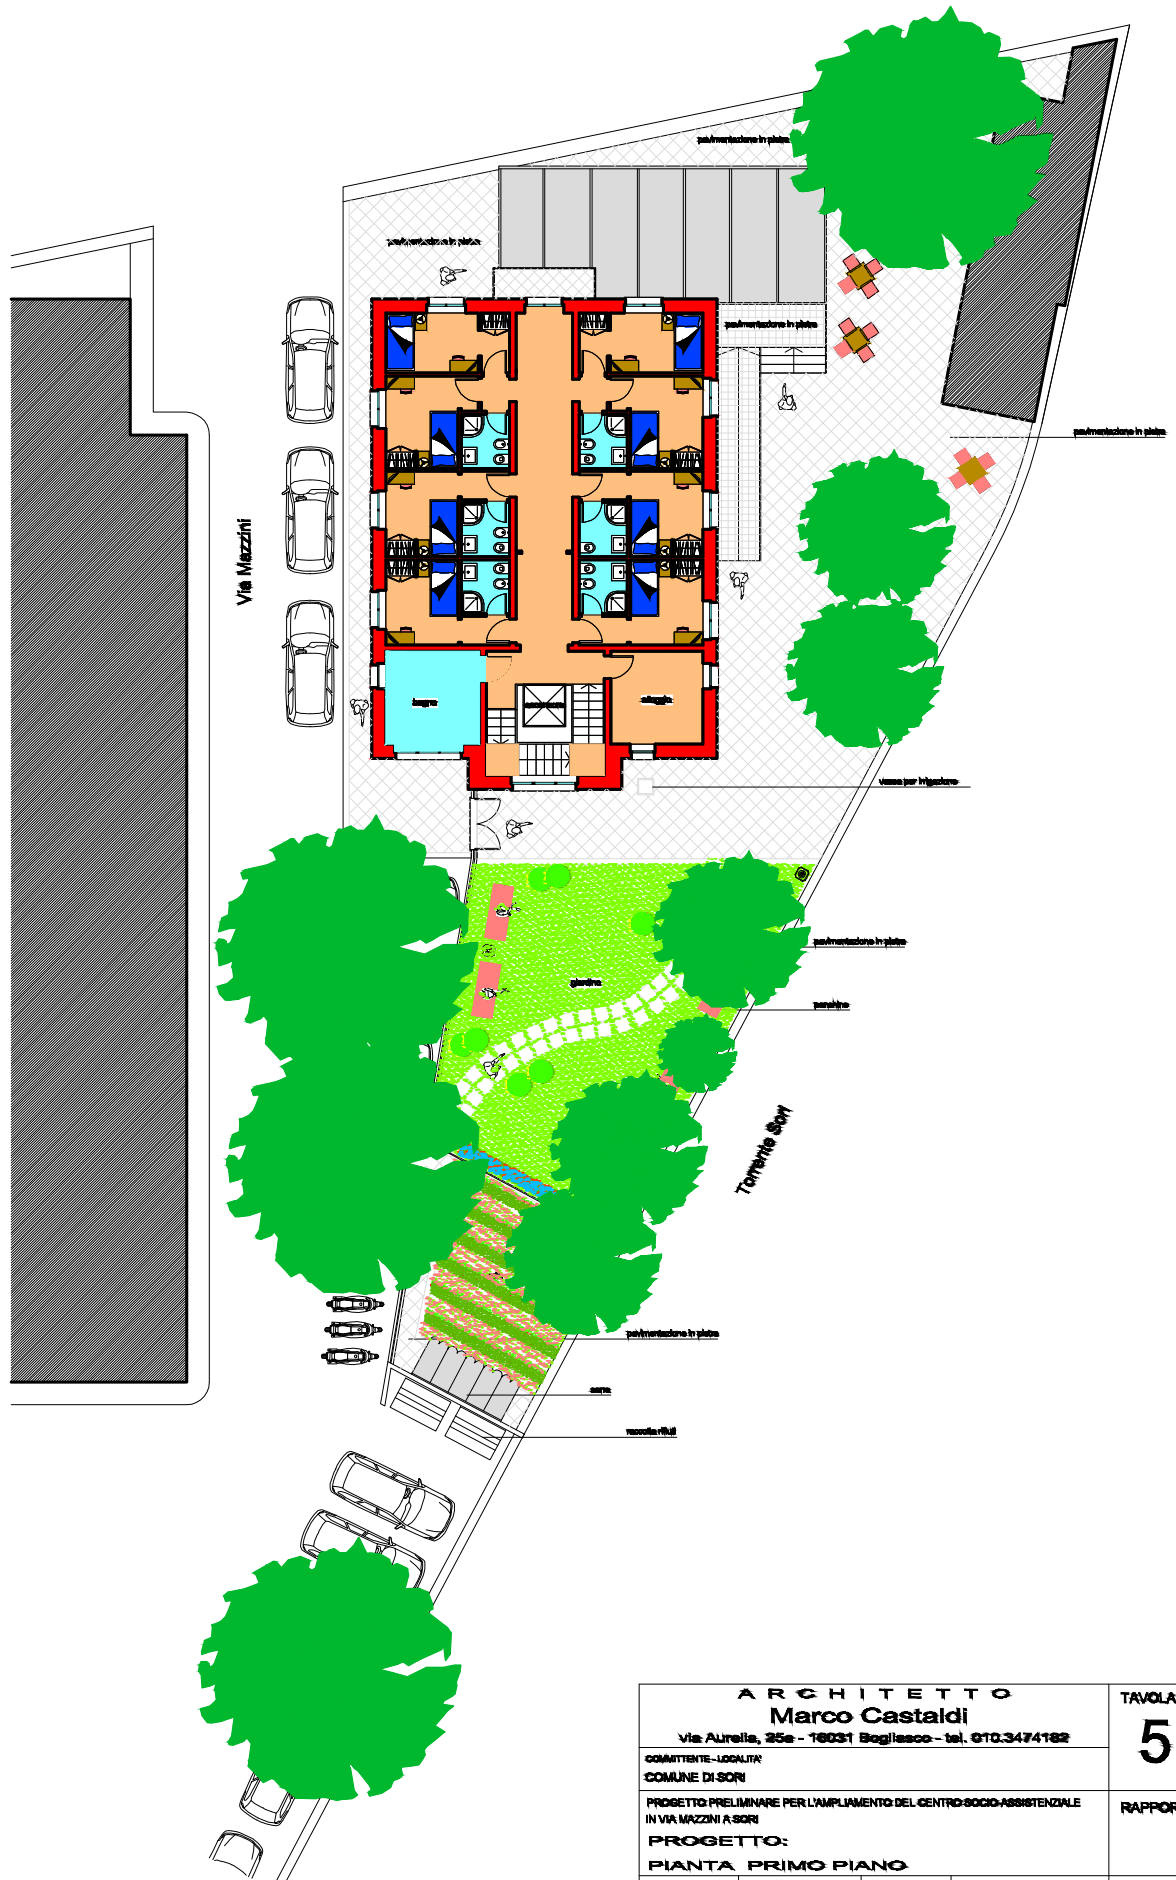 pavimentazione in pietra
pavimentazione in pietra
pavimentazione in pietra
pavimentazione in pietra
Via Mazzini
bagno
alloggio
vasca per irrigazione
pavimentazione in pietra
giardino
panchine
Torrente Sori
pavimentazione in pietra
serra
raccolta rifiuti
ARCHITETTO
Marco Castaldi
via Aurelia, 25a - 16031 Bogliasco - tel. 010.3474182
COMMITTENTE - LOCALITA'
COMUNE DI SORI
PROGETTO PRELIMINARE PER L'AMPLIAMENTO DEL CENTRO SOCIO-ASSISTENZIALE
IN VIA MAZZINI A SORI
PROGETTO:
PIANTA PRIMO PIANO
TAVOLA
5
RAPPOR